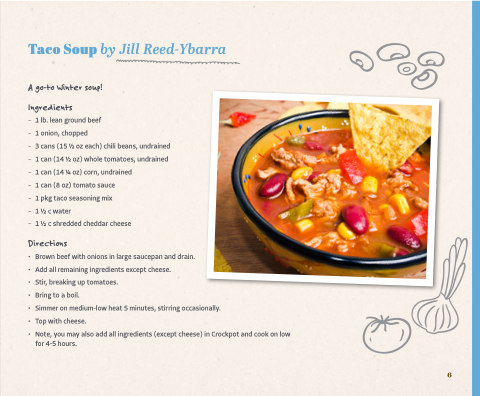 Taco Soup by Jill Reed-Ybarra
A go-to winter soup!
Ingredients
- 1 lb. lean ground beef
- 1 onion, chopped
- 3 cans (15 ½ oz each) chili beans, undrained
- 1 can (14 ½ oz) whole tomatoes, undrained
- 1 can (14 ¼ oz) corn, undrained
- 1 can (8 oz) tomato sauce
- 1 pkg taco seasoning mix
- 1 ½ c water
- 1 ½ c shredded cheddar cheese
Directions
· Brown beef with onions in large saucepan and drain.
· Add all remaining ingredients except cheese.
· Stir, breaking up tomatoes.
· Bring to a boil.
· Simmer on medium-low heat 5 minutes, stirring occasionally.
· Top with cheese.
· Note, you may also add all ingredients (except cheese) in Crockpot and cook on low
for 4-5 hours.
6